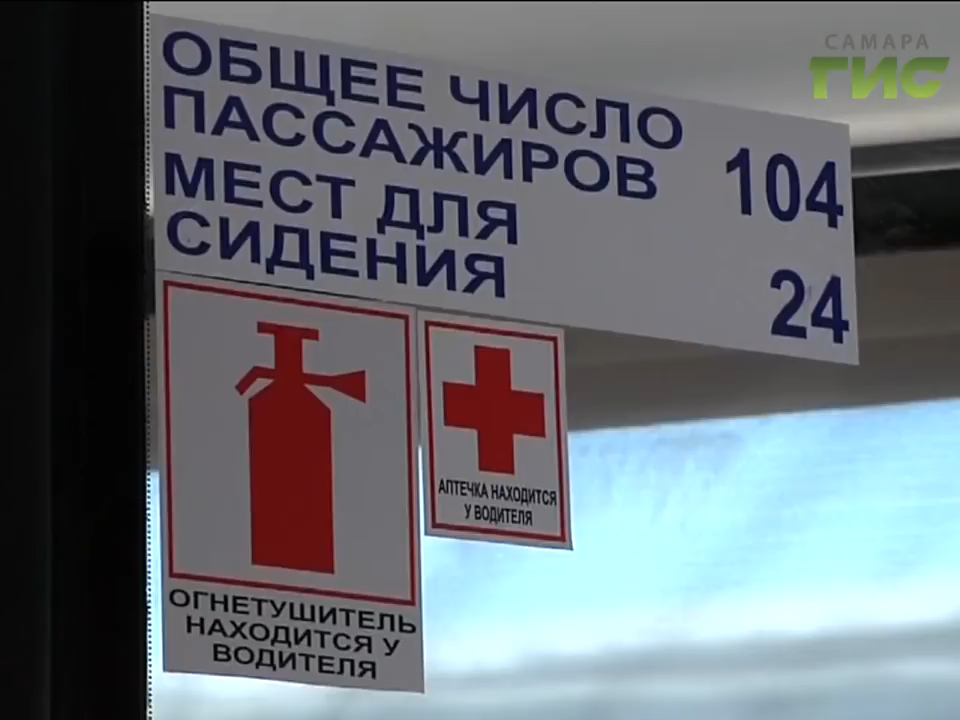 САМАРА
ГИС
ОБЩЕЕ ЧИСЛО
ПАССАЖИРОВ 104
МЕСТ ДЛЯ
СИДЕНИЯ 24
АПТЕЧКА НАХОДИТСЯ
У ВОДИТЕЛЯ
ОГНЕТУШИТЕЛЬ
НАХОДИТСЯ У
ВОДИТЕЛЯ